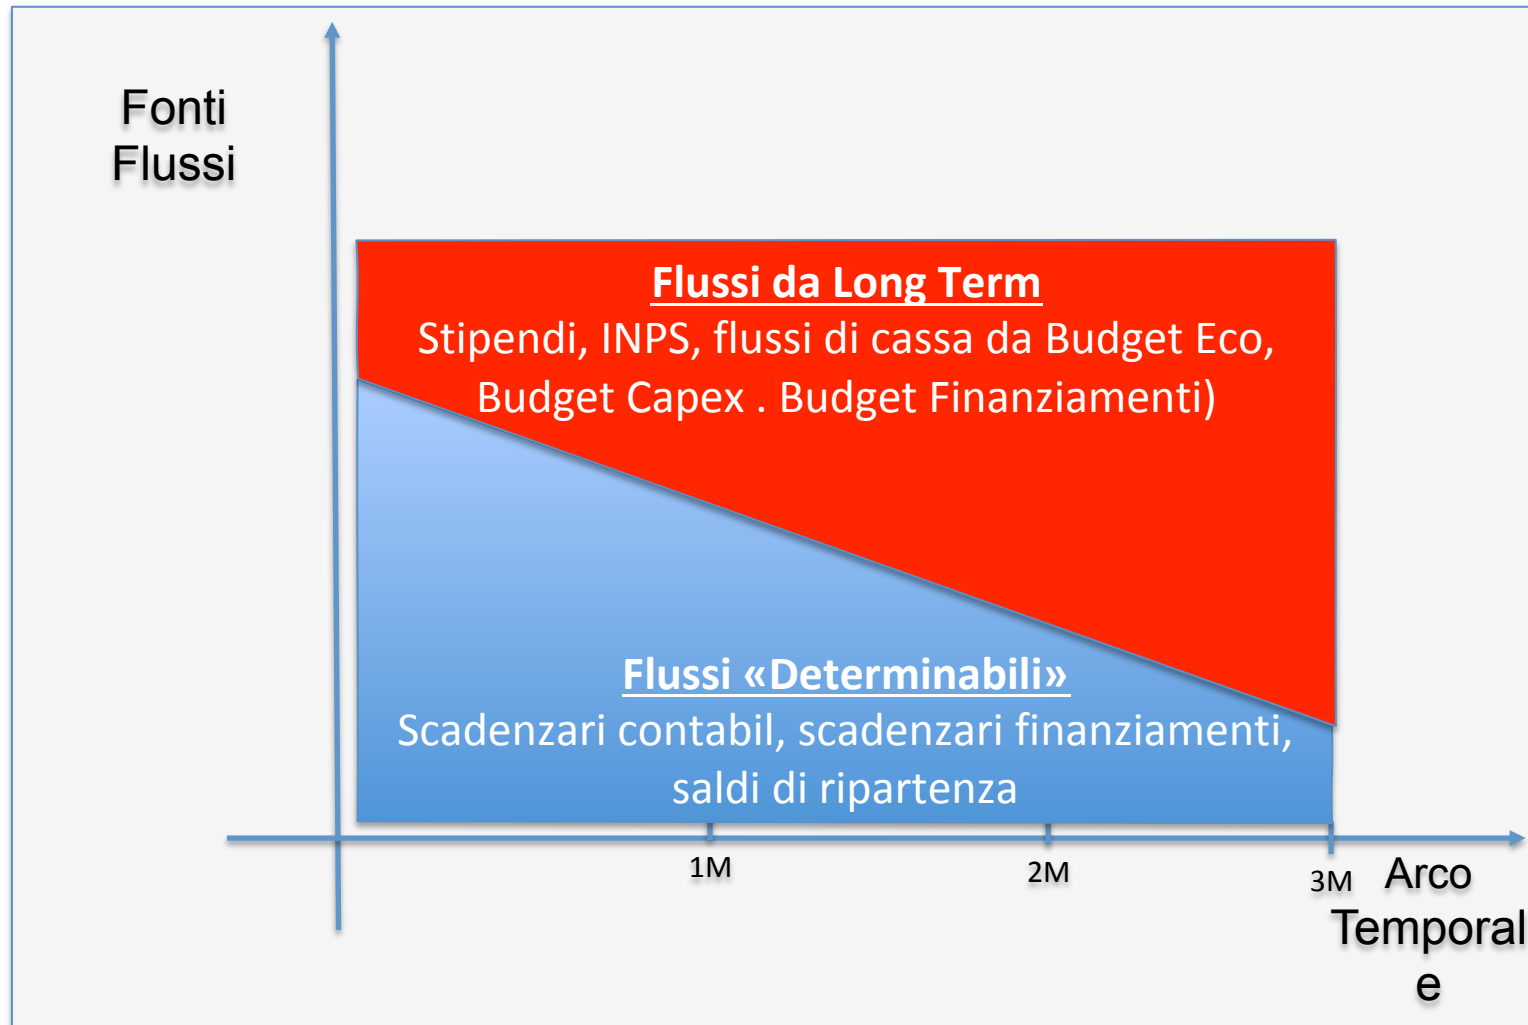 Fonti
Flussi
Flussi da Long Term
Stipendi, INPS, flussi di cassa da Budget Eco,
Budget Capex . Budget Finanziamenti)
Flussi «Determinabili»
Scadenzari contabil, scadenzari finanziamenti,
saldi di ripartenza
1M
2M
3M
Arco
Temporal
e